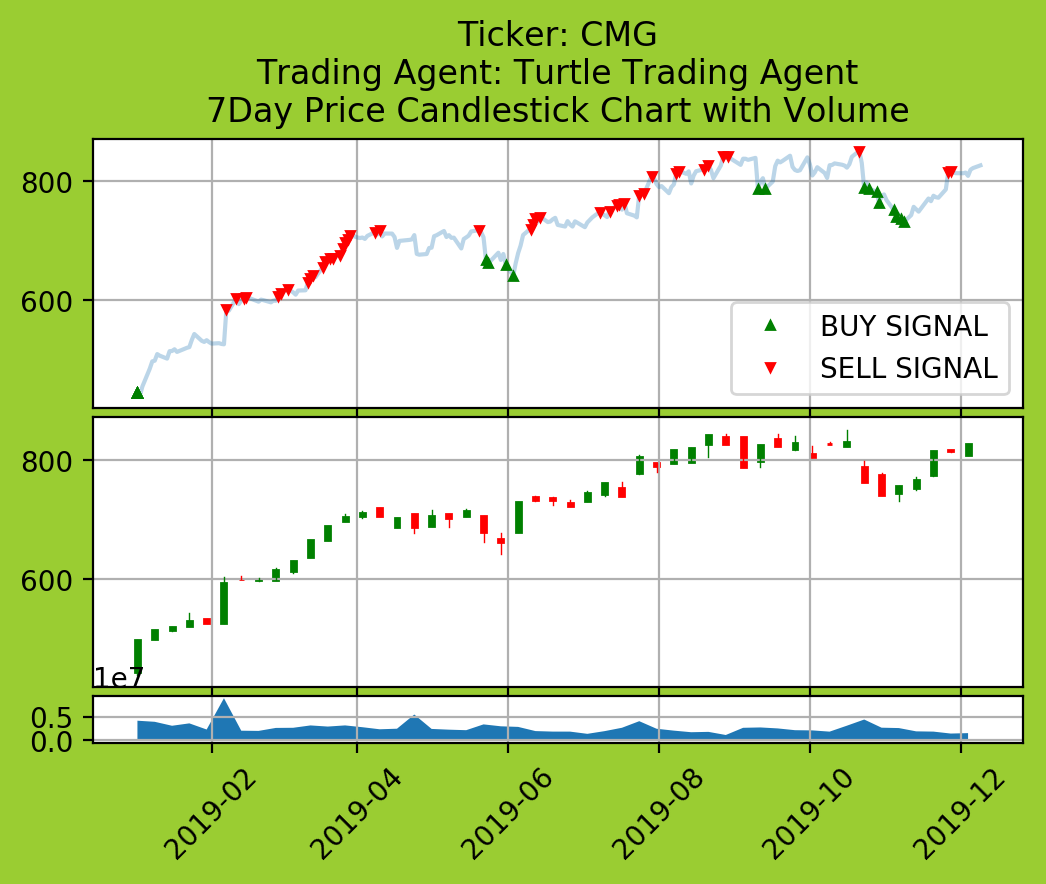 Ticker: CMG
Trading Agent: Turtle Trading Agent
7Day Price Candlestick Chart with Volume
800
600
BUY SIGNAL
SELL SIGNAL
800
600
1e7
0.5
0.0
2019-02
2019-04
2019-06
2019-08
2019-10
2019-12